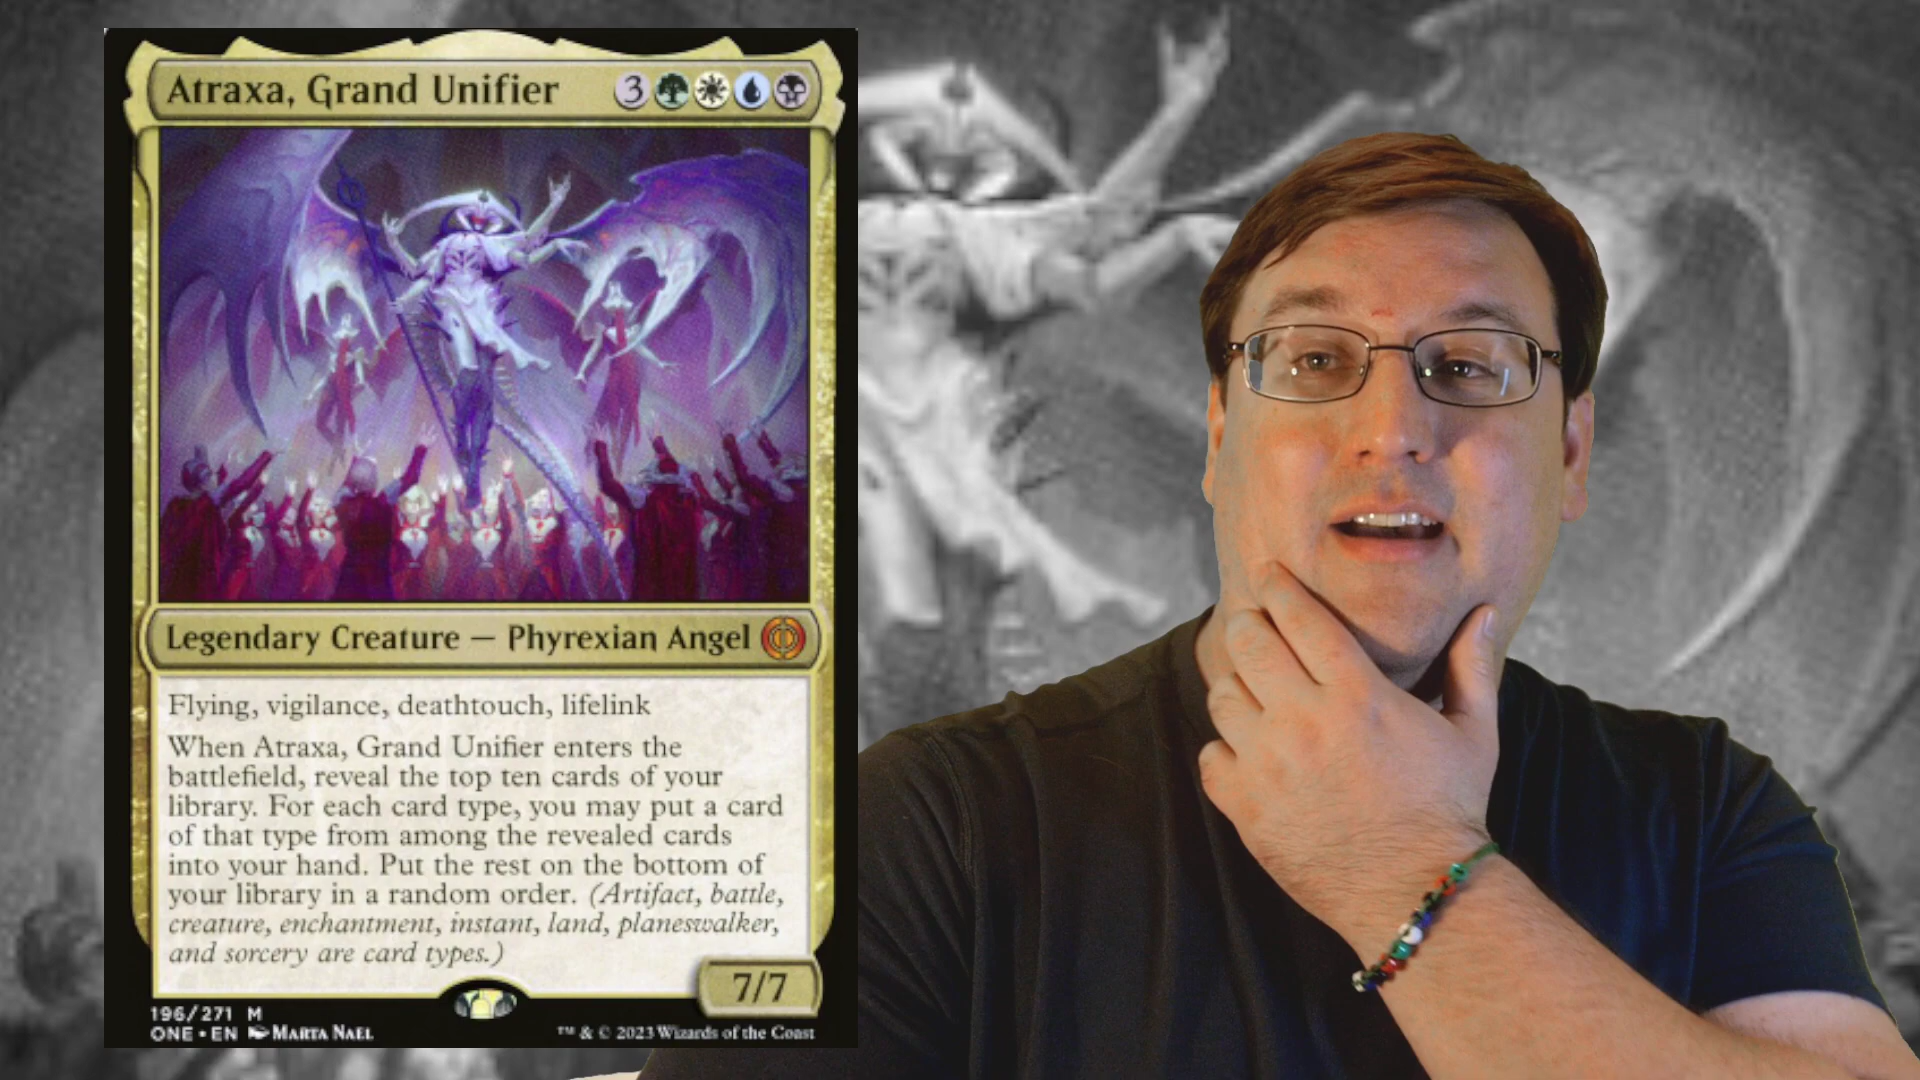 Atraxa, Grand Unifier 3
Legendary Creature — Phyrexian Angel
Flying, vigilance, deathtouch, lifelink
When Atraxa, Grand Unifier enters the
battlefield, reveal the top ten cards of your
library. For each card type, you may put a card
of that type from among the revealed cards
into your hand. Put the rest on the bottom of
your library in a random order. (Artifact, battle,
creature, enchantment, instant, land, planeswalker,
and sorcery are card types.)
7/7
196/271 M
ONE • EN Marta Nael
™ & © 2023 Wizards of the Coast